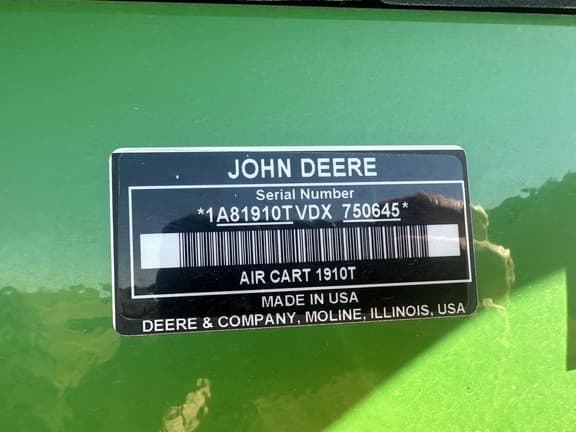 JOHN DEERE
Serial Number
*1A81910TVDX 750645*
AIR CART 1910T
MADE IN USA
DEERE & COMPANY, MOLINE, ILLINOIS, USA